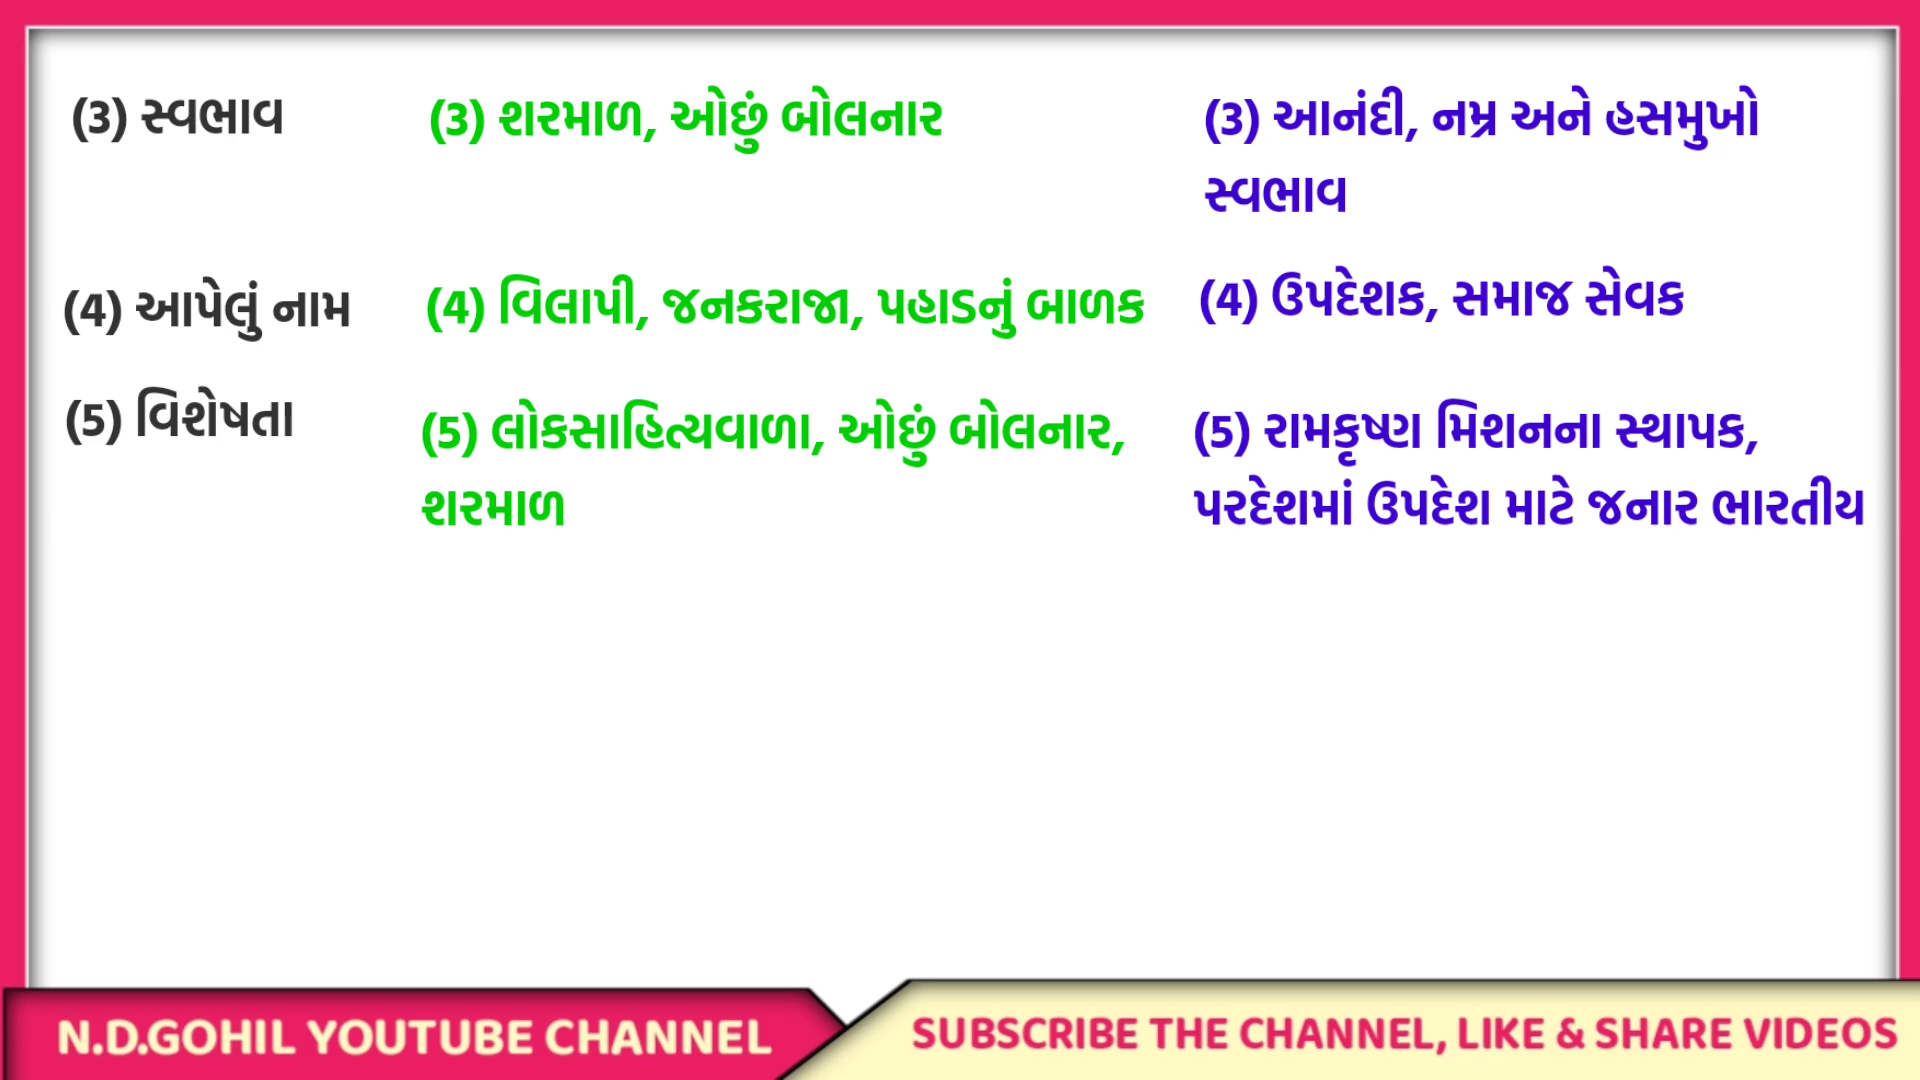 (3) સ્વભાવ (3) શરમાળ, ઓછું બોલનાર (3) આનંદી, નમ્ર અને હસમુખો
સ્વભાવ
(4) આપેલું નામ (4) વિલાપી, જનકરાજા, પહાડનું બાળક (4) ઉપદેશક, સમાજ સેવક
(5) વિશેષતા (5) લોકસાહિત્યવાળા, ઓછું બોલનાર, (5) રામકૃષ્ણ મિશનના સ્થાપક,
શરમાળ પરદેશમાં ઉપદેશ માટે જનાર ભારતીય
N.D.GOHIL YOUTUBE CHANNEL SUBSCRIBE THE CHANNEL, LIKE & SHARE VIDEOS